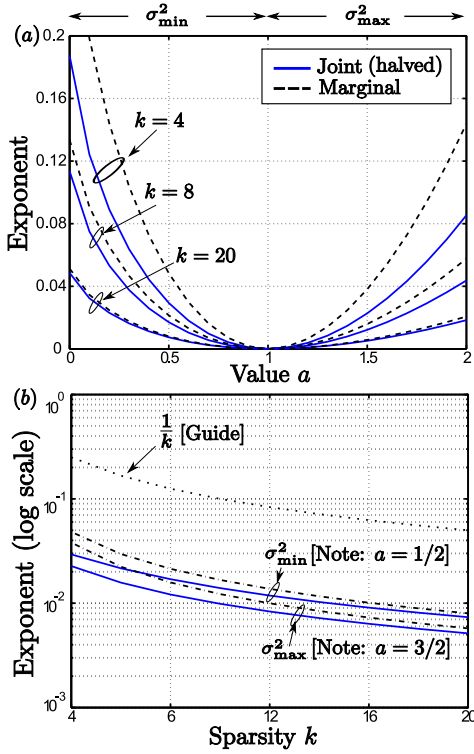 σ²min σ²max
(a)
Joint (halved)
Marginal
k = 4
k = 8
k = 20
Exponent
0.2
0.16
0.12
0.08
0.04
0
0 0.5 1 1.5 2
Value a
(b)
10⁰
10⁻¹
10⁻²
10⁻³
Exponent (log scale)
1/k [Guide]
σ²min [Note: a = 1/2]
σ²max [Note: a = 3/2]
4 6 12 16 20
Sparsity k